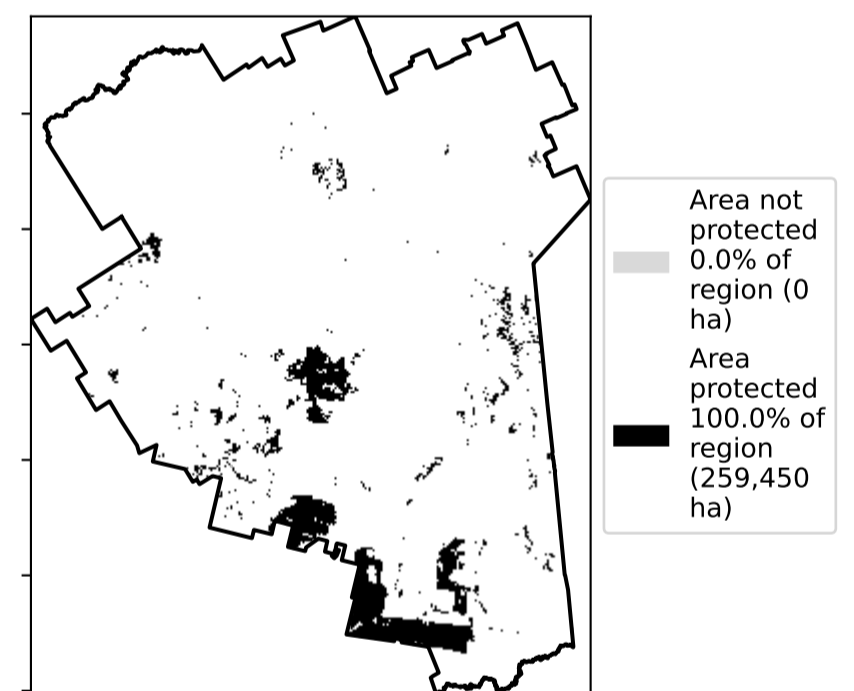 Area not
protected
0.0% of
region (0
ha)
Area
protected
100.0% of
region
(259,450
ha)